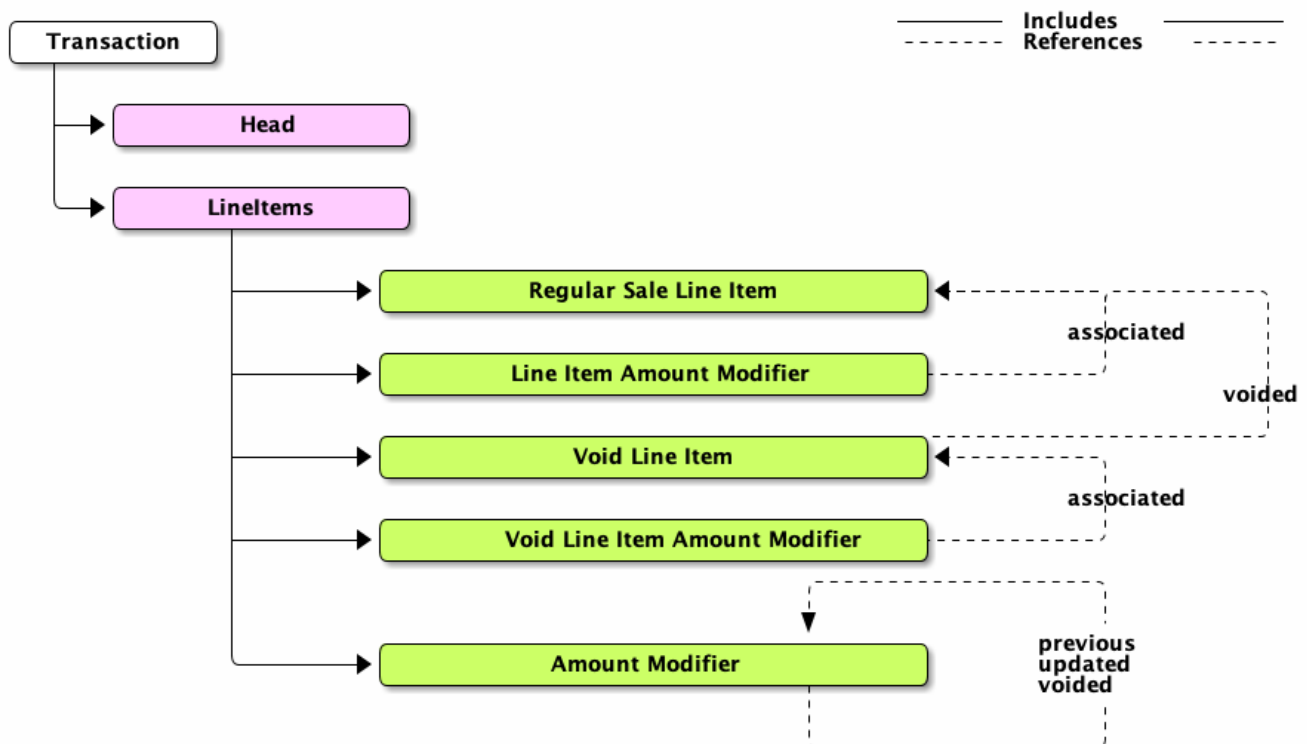 Transaction
Includes
References
Head
LineItems
Regular Sale Line Item
associated
Line Item Amount Modifier
voided
Void Line Item
associated
Void Line Item Amount Modifier
previous
updated
voided
Amount Modifier